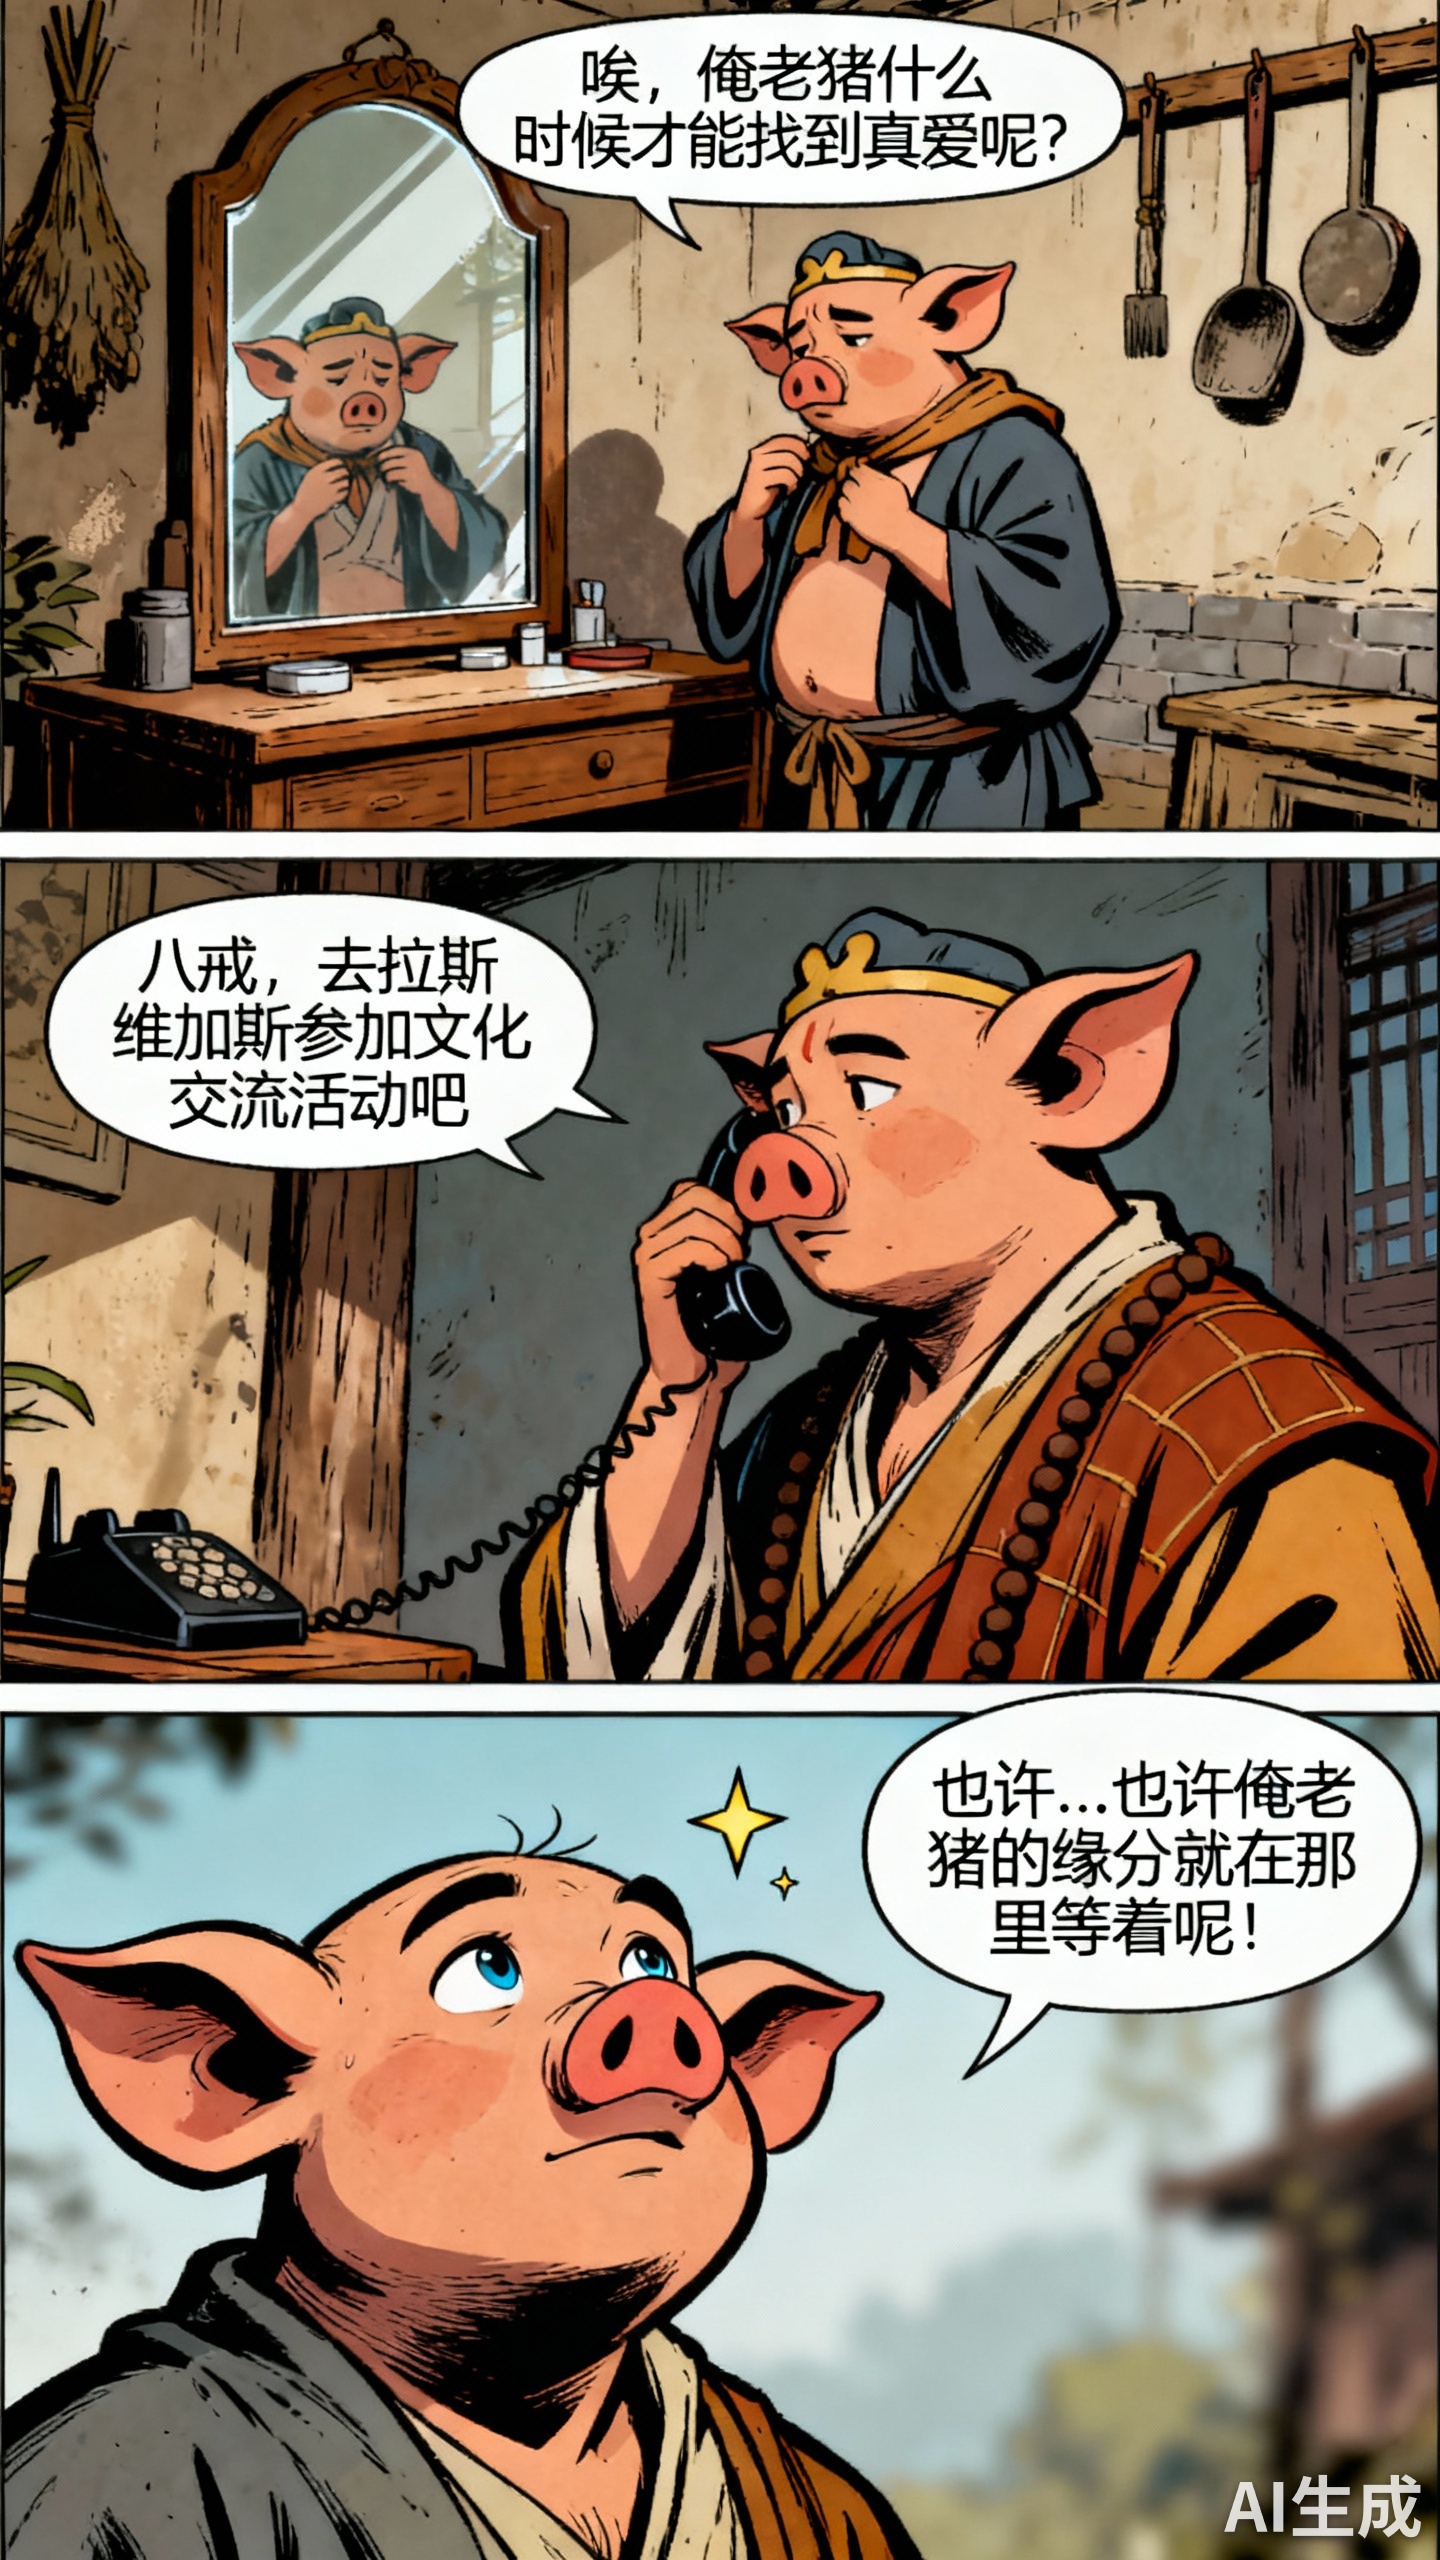 唉，俺老猪什么
时候才能找到真爱呢？
八戒，去拉斯
维加斯参加文化
交流活动吧
也许…也许俺老
猪的缘分就在那
里等着呢！
AI生成